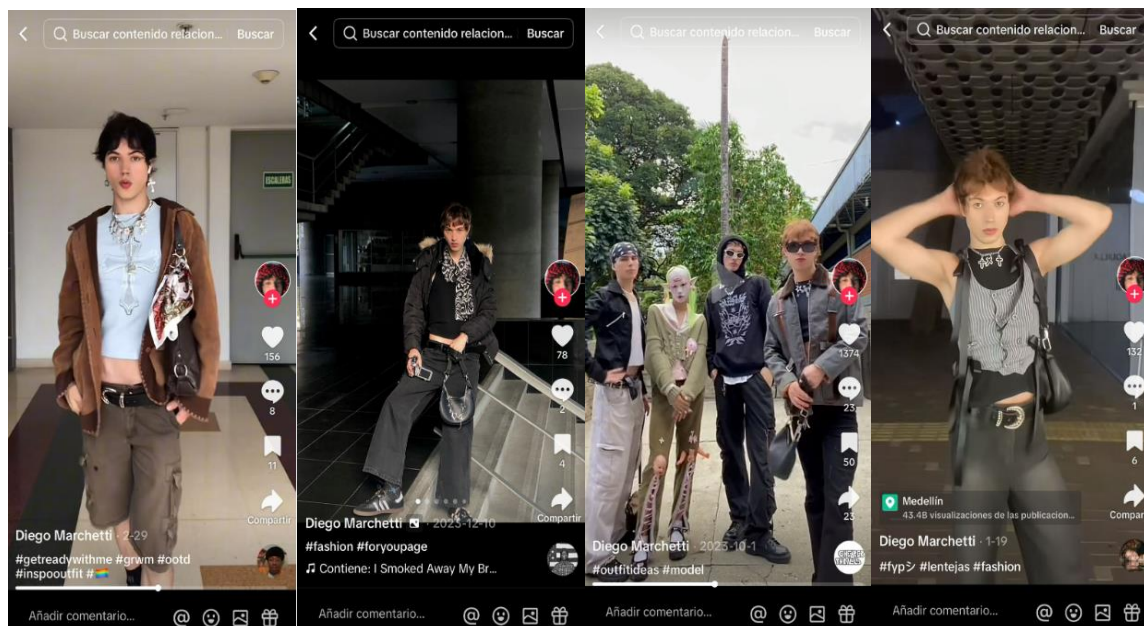 Buscar contenido relacion... Buscar
ESCALERAS
156
8
11
Compartir
Diego Marchetti · 2-29
#getreadywithme #grwm #ootd
#inspooutfit #🏳️‍🌈
Añadir comentario...
Buscar contenido relacion... Buscar
78
2
4
Compartir
Diego Marchetti · 2023-12-10
#fashion #foryoupage
Contiene: I Smoked Away My Br...
Añadir comentario...
Buscar contenido relacion... Buscar
1374
23
50
23
Diego Marchetti · 2023-10-1
#outfitideas #model
Añadir comentario...
Buscar contenido relacion... Buscar
132
1
6
Compar
Medellín
43.4B visualizaciones de las publicacion...
Diego Marchetti · 1-19
#fypシ #lentejas #fashion
Añadir comentario...